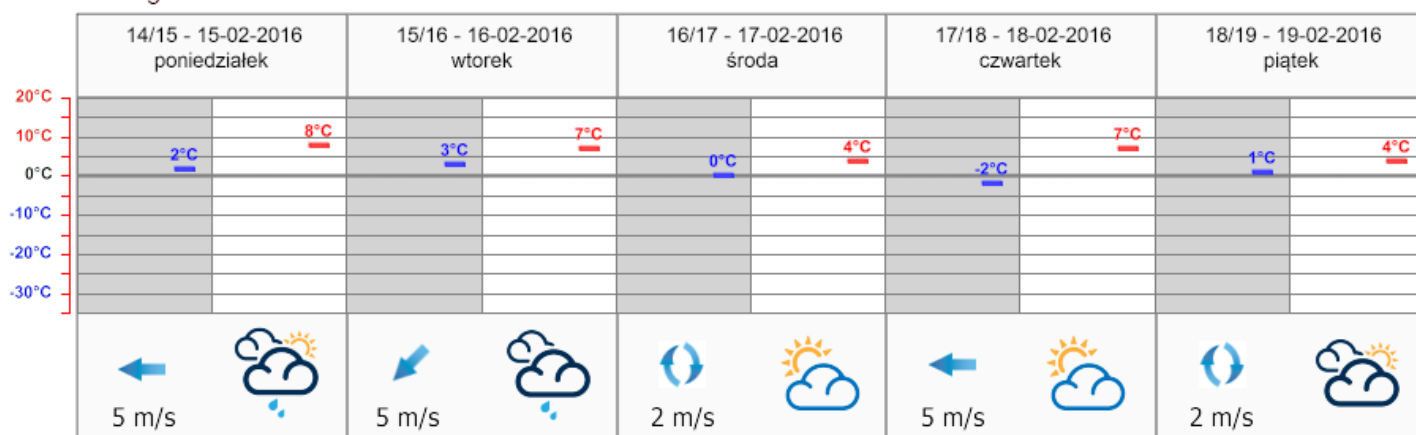 14/15 - 15-02-2016
poniedziałek
15/16 - 16-02-2016
wtorek
16/17 - 17-02-2016
środa
17/18 - 18-02-2016
czwartek
18/19 - 19-02-2016
piątek
20°C
10°C
0°C
-10°C
-20°C
-30°C
2°C
8°C
3°C
7°C
0°C
4°C
-2°C
7°C
1°C
4°C
5 m/s
5 m/s
2 m/s
5 m/s
2 m/s